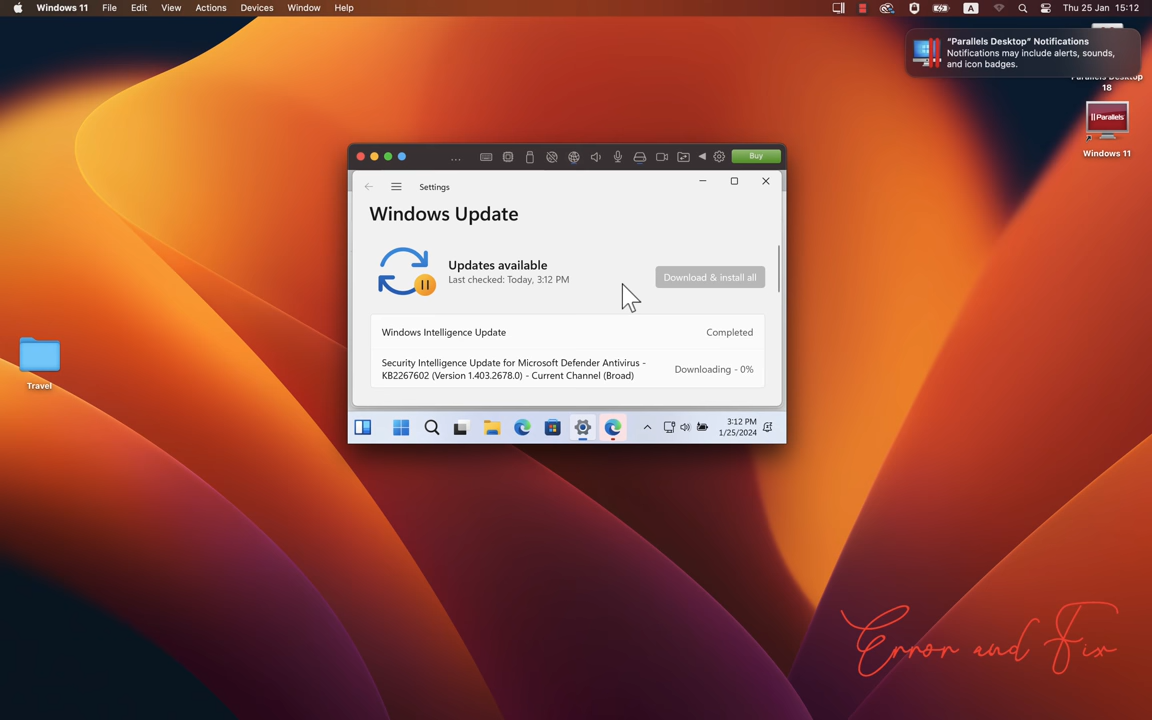 Windows 11 File Edit View Actions Devices Window Help A Thu 25 Jan 15:12
"Parallels Desktop" Notifications
Notifications may include alerts, sounds,
and icon badges.
Parallels Desktop
18
Parallels
Windows 11
... Buy
Settings
Windows Update
Updates available
Last checked: Today, 3:12 PM
Download & install all
Windows Intelligence Update Completed
Security Intelligence Update for Microsoft Defender Antivirus -
KB2267602 (Version 1.403.2678.0) - Current Channel (Broad) Downloading - 0%
Travel
3:12 PM
1/25/2024
Error and Fix